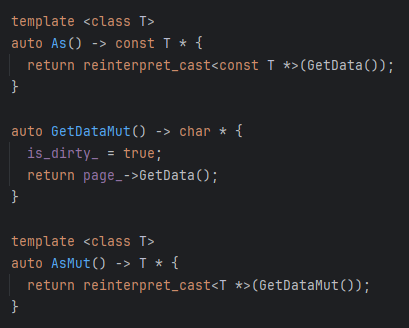 template <class T>
auto As() -> const T * {
  return reinterpret_cast<const T *>(GetData());
}

auto GetDataMut() -> char * {
  is_dirty_ = true;
  return page_->GetData();
}

template <class T>
auto AsMut() -> T * {
  return reinterpret_cast<T *>(GetDataMut());
}